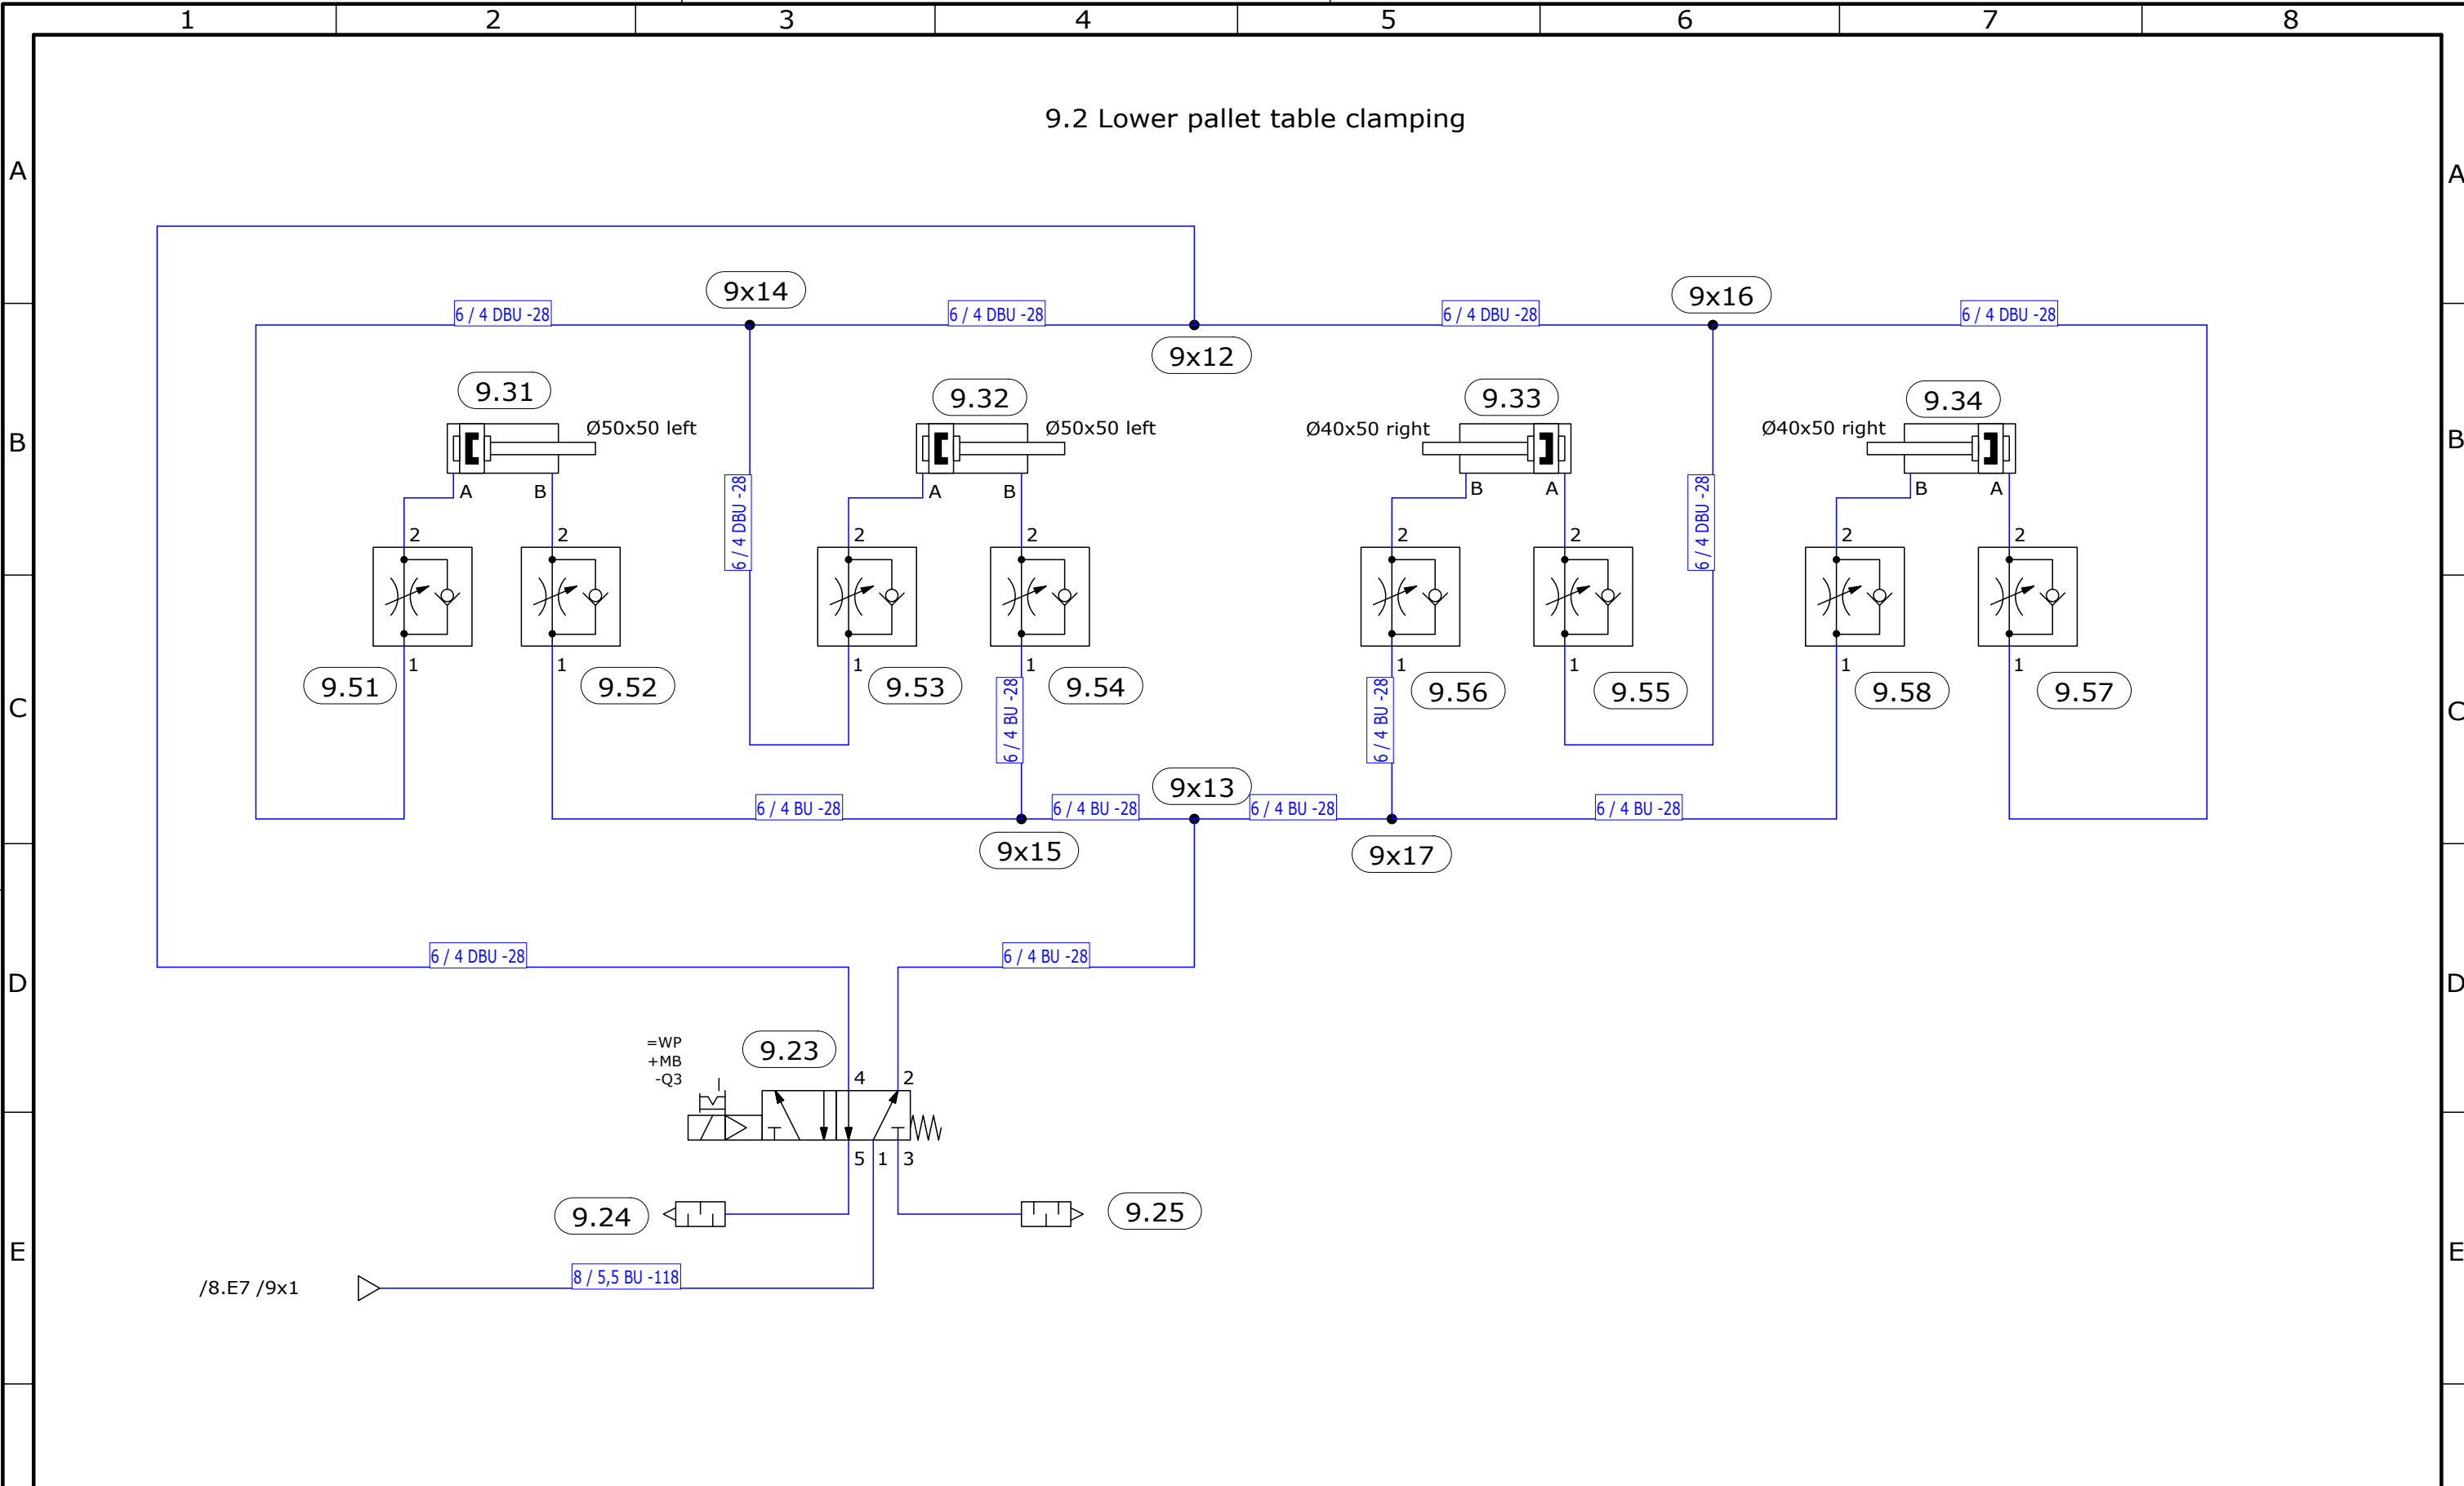 1 2 3 4 5 6 7 8
9.2 Lower pallet table clamping
A A
9x14 9x16
6 / 4 DBU -28 6 / 4 DBU -28 6 / 4 DBU -28 6 / 4 DBU -28
9x12
9.31 9.32 9.33 9.34
Ø50x50 left Ø50x50 left Ø40x50 right Ø40x50 right
B B
A B A B B A B A
6 / 4 DBU -28 6 / 4 DBU -28
2 2 2 2 2 2 2 2
1 1 1 1 1 1 1 1
9.51 9.52 9.53 9.54 9.56 9.55 9.58 9.57
C C
6 / 4 BU -28 6 / 4 BU -28
9x13
6 / 4 BU -28 6 / 4 BU -28 6 / 4 BU -28 6 / 4 BU -28
9x15 9x17
6 / 4 DBU -28 6 / 4 BU -28
D D
=WP
+MB
-Q3
9.23
4 2
5 1 3
9.24 9.25
E E
8 / 5,5 BU -118
/8.E7 /9x1